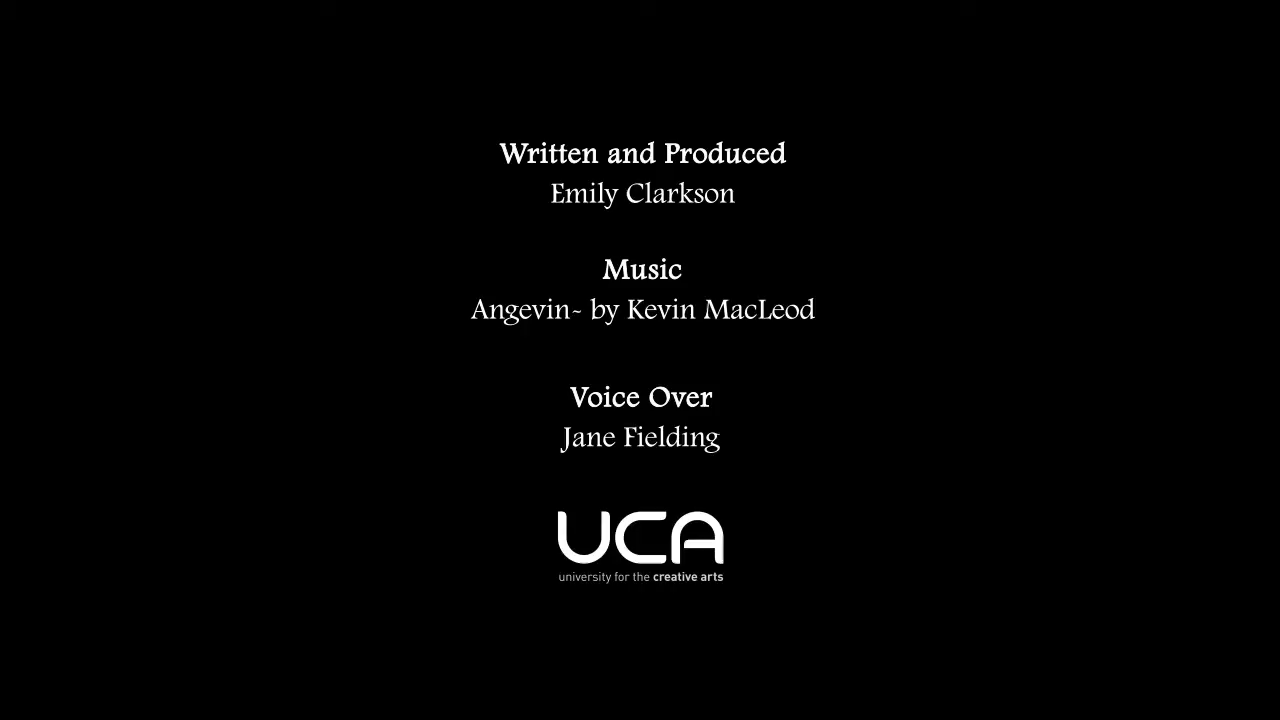 Written and Produced
Emily Clarkson
Music
Angevin- by Kevin MacLeod
Voice Over
Jane Fielding
UCA
university for the creative arts